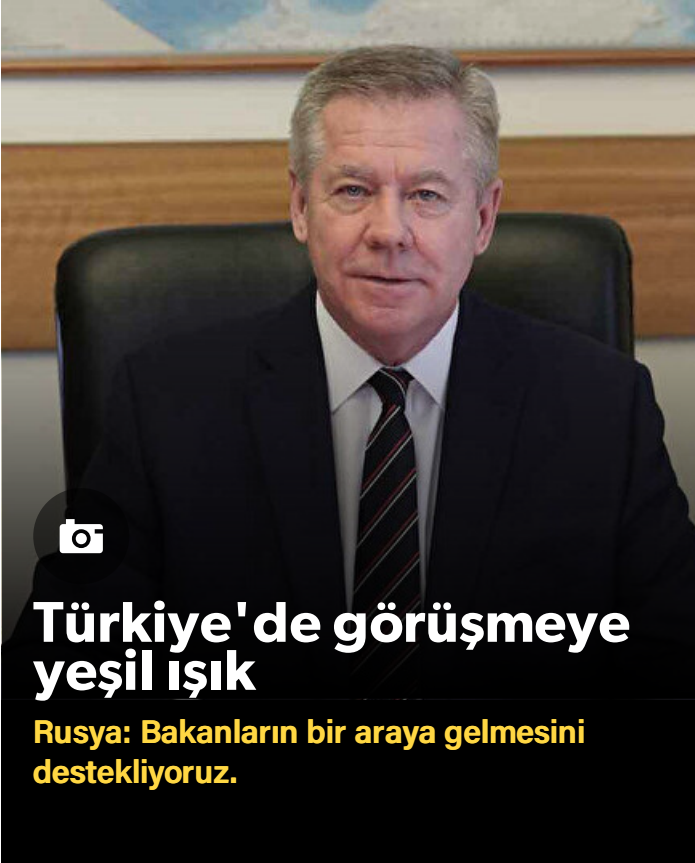 Türkiye'de görüşmeye
yeşil ışık
Rusya: Bakanların bir araya gelmesini
destekliyoruz.